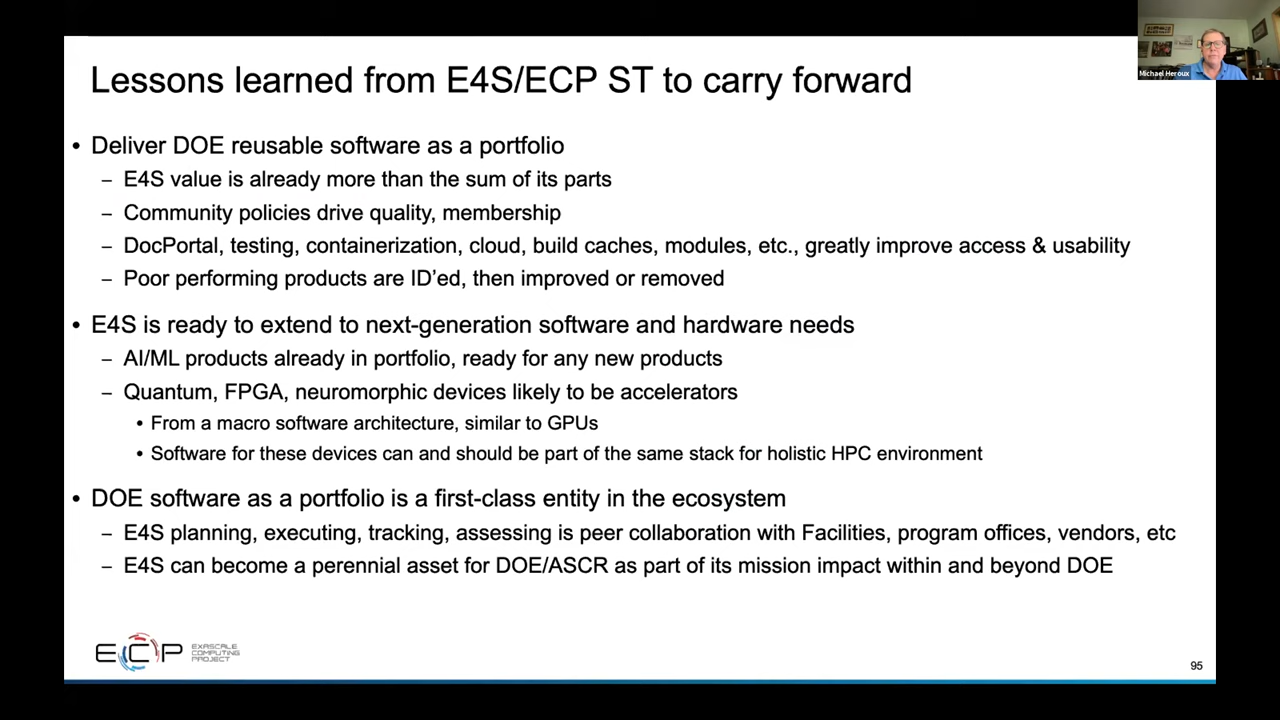 Michael Heroux
Lessons learned from E4S/ECP ST to carry forward
• Deliver DOE reusable software as a portfolio
– E4S value is already more than the sum of its parts
– Community policies drive quality, membership
– DocPortal, testing, containerization, cloud, build caches, modules, etc., greatly improve access & usability
– Poor performing products are ID’ed, then improved or removed
• E4S is ready to extend to next-generation software and hardware needs
– AI/ML products already in portfolio, ready for any new products
– Quantum, FPGA, neuromorphic devices likely to be accelerators
• From a macro software architecture, similar to GPUs
• Software for these devices can and should be part of the same stack for holistic HPC environment
• DOE software as a portfolio is a first-class entity in the ecosystem
– E4S planning, executing, tracking, assessing is peer collaboration with Facilities, program offices, vendors, etc
– E4S can become a perennial asset for DOE/ASCR as part of its mission impact within and beyond DOE
ECP
EXASCALE
COMPUTING
PROJECT
95